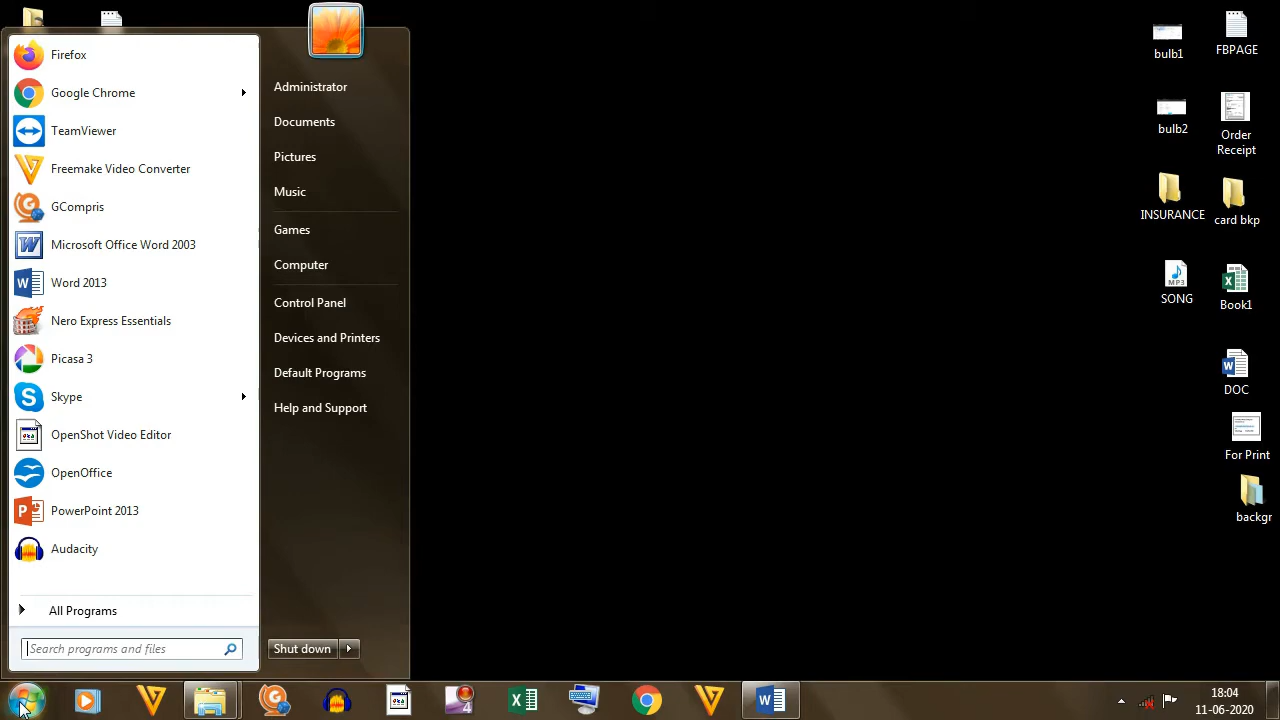 Firefox
Google Chrome
TeamViewer
Freemake Video Converter
GCompris
Microsoft Office Word 2003
Word 2013
Nero Express Essentials
Picasa 3
Skype
OpenShot Video Editor
OpenOffice
PowerPoint 2013
Audacity
All Programs
Search programs and files
Administrator
Documents
Pictures
Music
Games
Computer
Control Panel
Devices and Printers
Default Programs
Help and Support
Shut down
bulb1
FBPAGE
bulb2
Order
Receipt
INSURANCE
card bkp
MP3
SONG
Book1
DOC
For Print
backgr
18:04
11-06-2020